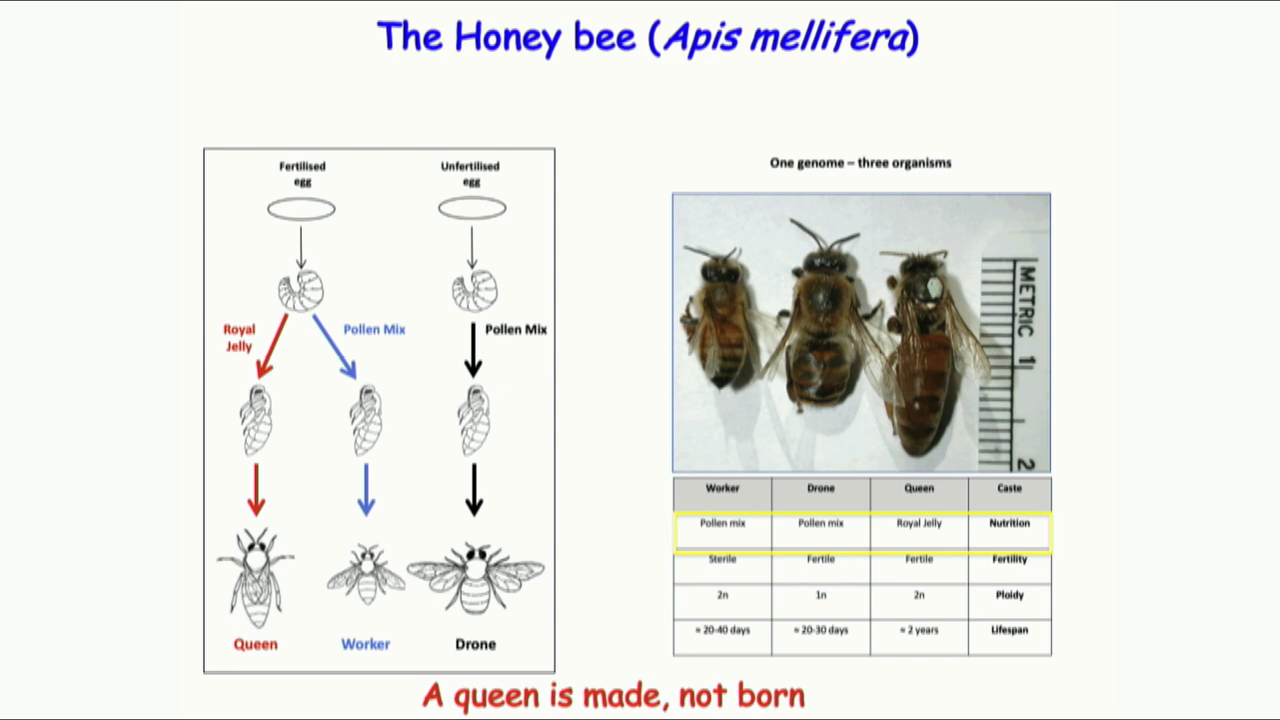 The Honey bee (Apis mellifera)
Fertilised
egg
Unfertilised
egg
Royal
Jelly
Pollen Mix
Pollen Mix
Queen
Worker
Drone
One genome – three organisms
METRIC 1
2
Worker Drone Queen Caste
Pollen mix Pollen mix Royal Jelly Nutrition
Sterile Fertile Fertile Fertility
2n 1n 2n Ploidy
≈ 20-40 days ≈ 20-30 days ≈ 2 years Lifespan
A queen is made, not born